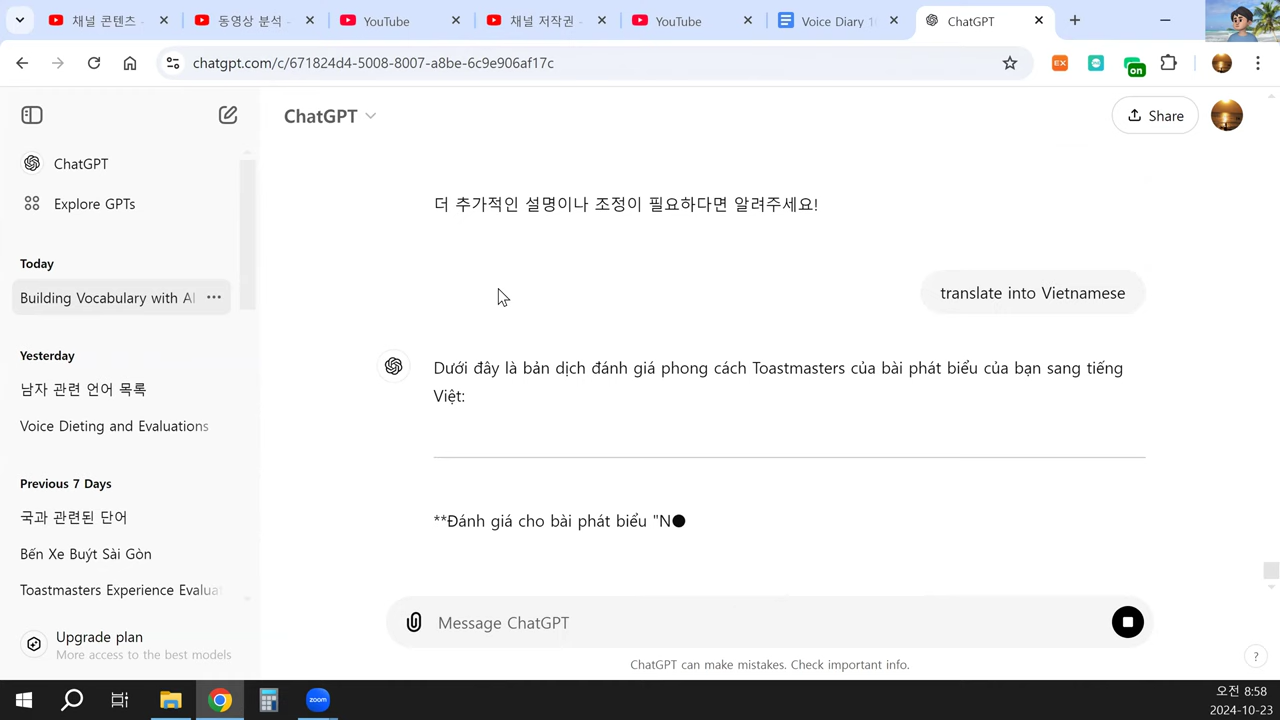 채널 콘텐츠 -
동영상 분석 -
YouTube
채널 저작권 -
YouTube
Voice Diary 1
ChatGPT
chatgpt.com/c/671824d4-5008-8007-a8be-6c9e906af17c
EX
on
ChatGPT
Share
ChatGPT
Explore GPTs
Today
Building Vocabulary with AI
Yesterday
남자 관련 언어 목록
Voice Dieting and Evaluations
Previous 7 Days
국과 관련된 단어
Bến Xe Buýt Sài Gòn
Toastmasters Experience Evalua
Upgrade plan
More access to the best models
더 추가적인 설명이나 조정이 필요하다면 알려주세요!
translate into Vietnamese
Dưới đây là bản dịch đánh giá phong cách Toastmasters của bài phát biểu của bạn sang tiếng
Việt:
**Đánh giá cho bài phát biểu "N
Message ChatGPT
ChatGPT can make mistakes. Check important info.
?
zoom
오전 8:58
2024-10-23